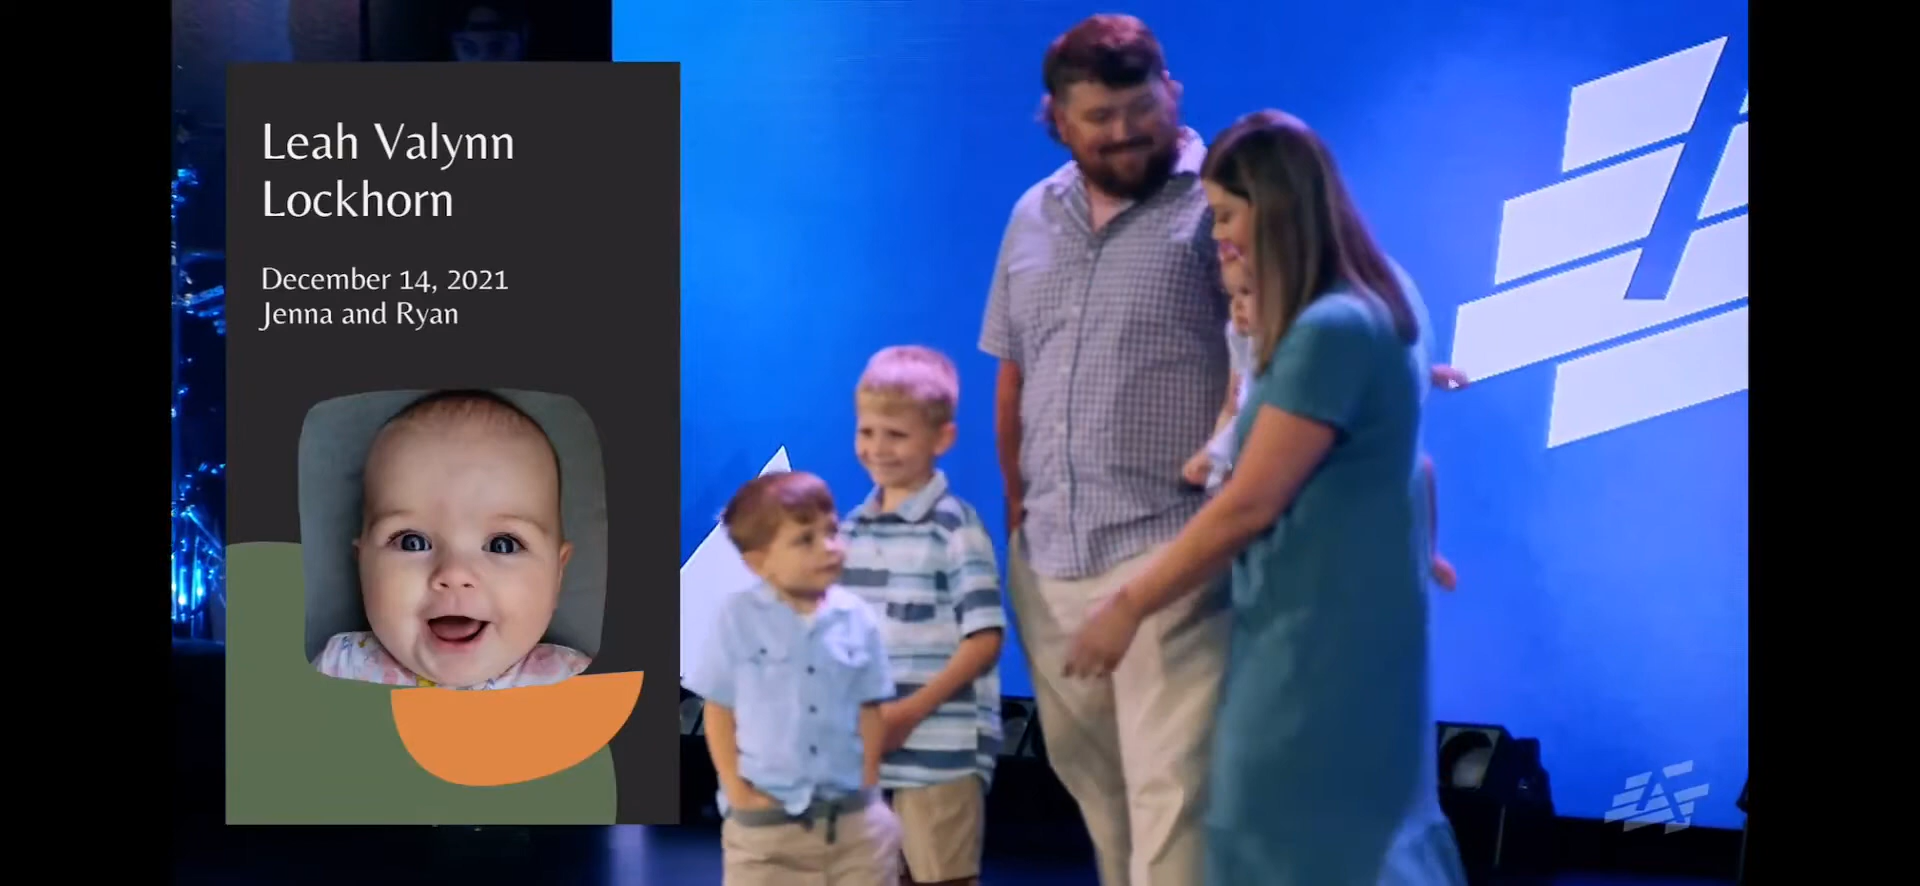 Leah Valynn
Lockhorn
December 14, 2021
Jenna and Ryan